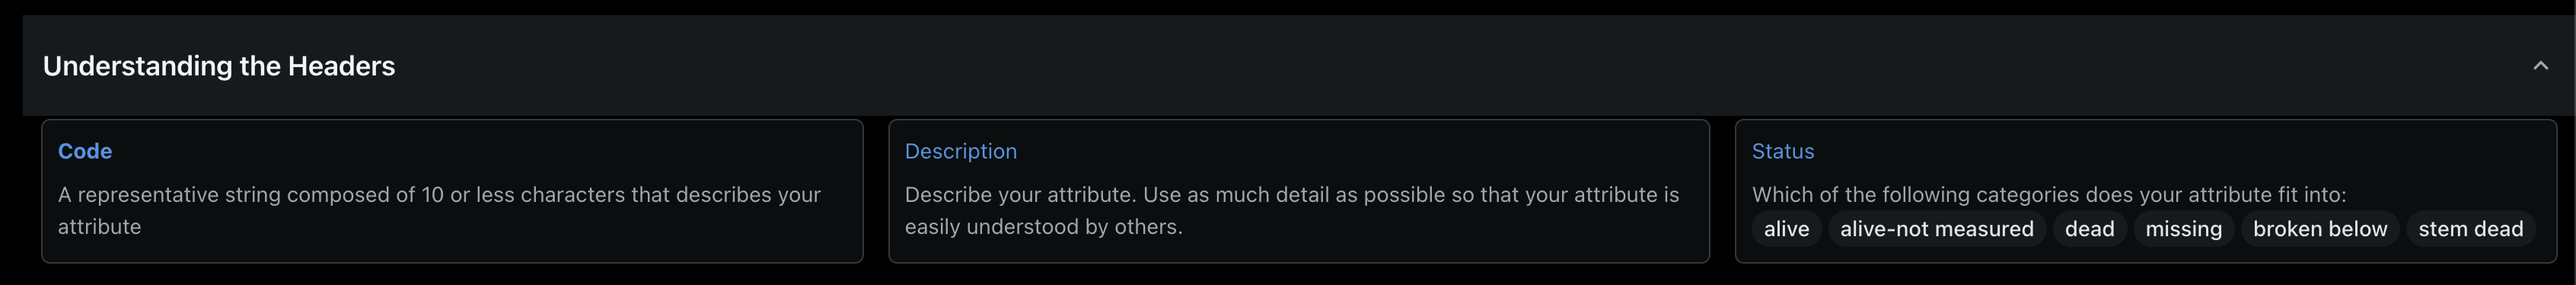 Understanding the Headers
Code
A representative string composed of 10 or less characters that describes your
attribute
Description
Describe your attribute. Use as much detail as possible so that your attribute is
easily understood by others.
Status
Which of the following categories does your attribute fit into:
alive alive-not measured dead missing broken below stem dead